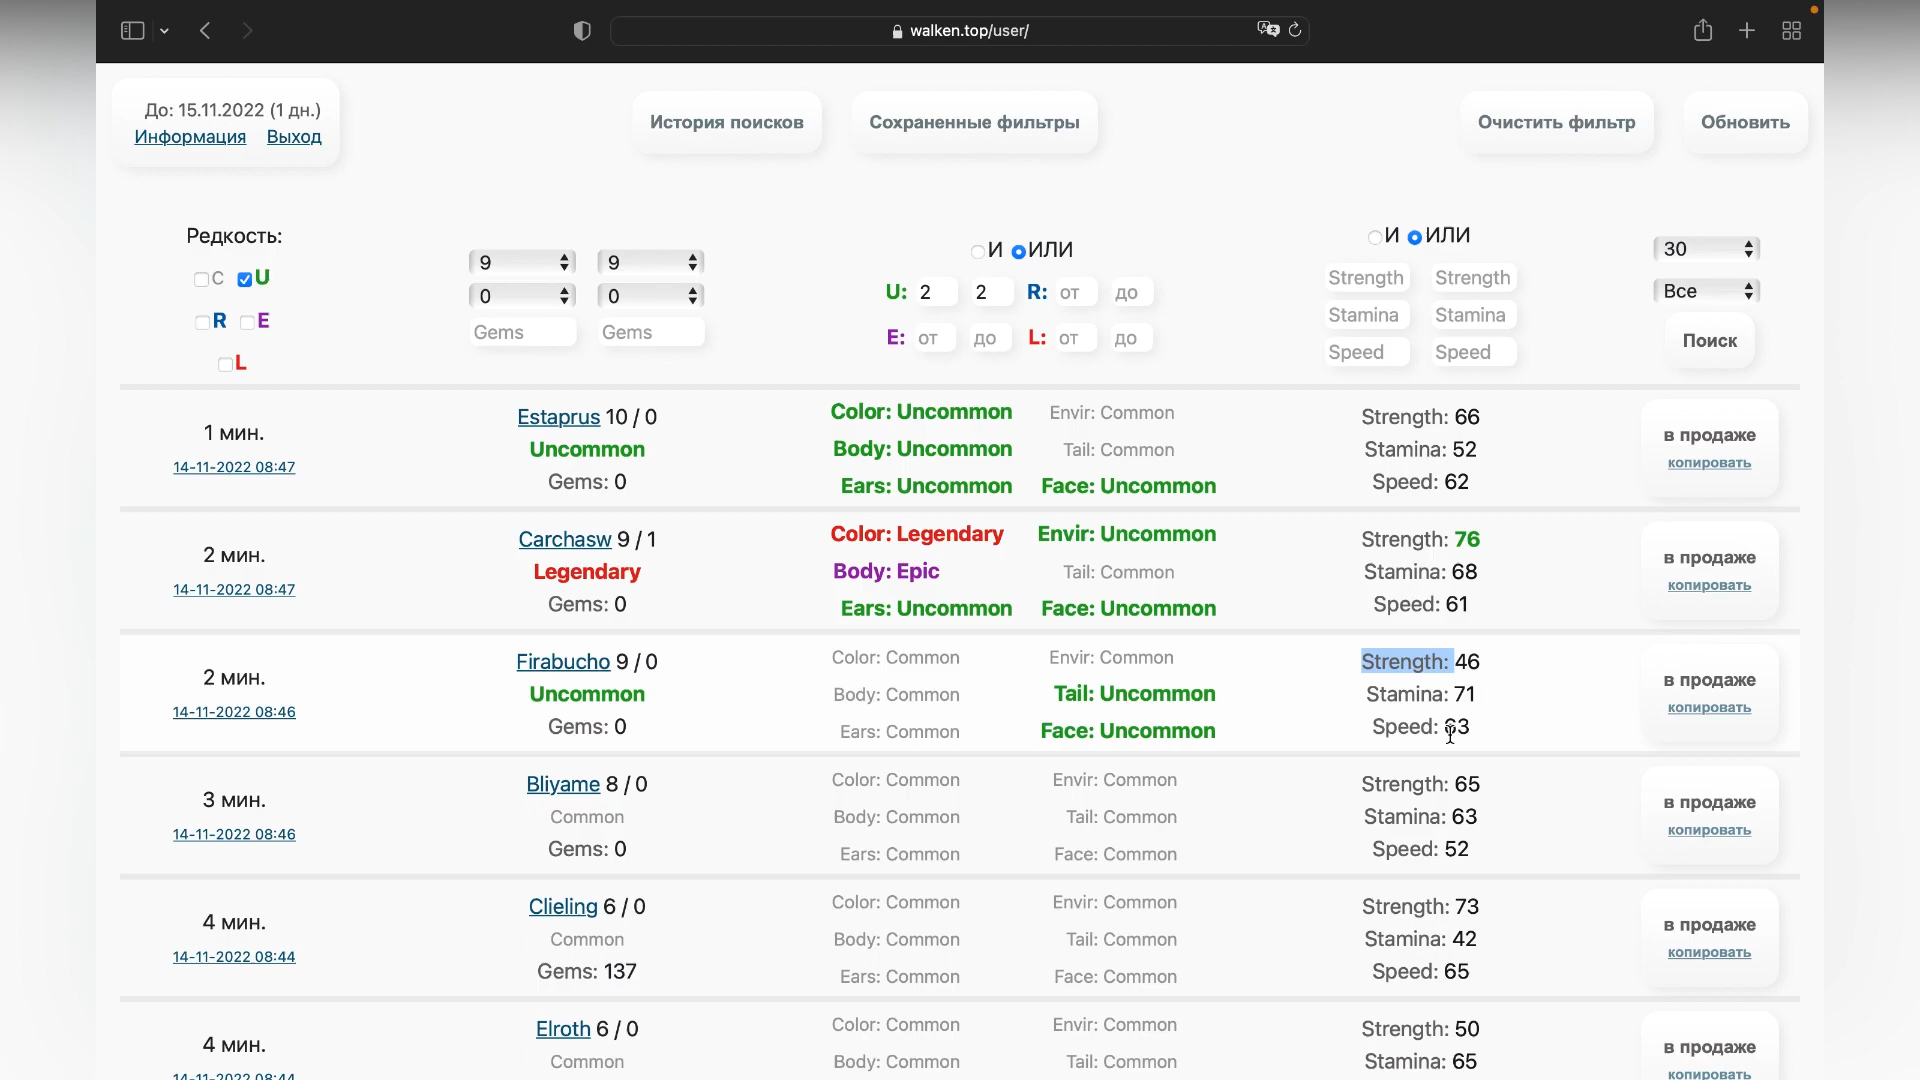 walken.top/user/
До: 15.11.2022 (1 дн.)
Информация Выход
История поисков
Сохраненные фильтры
Очистить фильтр
Обновить
Редкость:
C U
R E
L
9 9
0 0
Gems Gems
И ИЛИ
U: 2 2 R: от до
E: от до L: от до
И ИЛИ
Strength Strength
Stamina Stamina
Speed Speed
30
Все
Поиск
1 мин.
14-11-2022 08:47
Estaprus 10 / 0
Uncommon
Gems: 0
Color: Uncommon Envir: Common
Body: Uncommon Tail: Common
Ears: Uncommon Face: Uncommon
Strength: 66
Stamina: 52
Speed: 62
в продаже
копировать
2 мин.
14-11-2022 08:47
Carchasw 9 / 1
Legendary
Gems: 0
Color: Legendary Envir: Uncommon
Body: Epic Tail: Common
Ears: Uncommon Face: Uncommon
Strength: 76
Stamina: 68
Speed: 61
в продаже
копировать
2 мин.
14-11-2022 08:46
Firabucho 9 / 0
Uncommon
Gems: 0
Color: Common Envir: Common
Body: Common Tail: Uncommon
Ears: Common Face: Uncommon
Strength: 46
Stamina: 71
Speed: 63
в продаже
копировать
3 мин.
14-11-2022 08:46
Bliyame 8 / 0
Common
Gems: 0
Color: Common Envir: Common
Body: Common Tail: Common
Ears: Common Face: Common
Strength: 65
Stamina: 63
Speed: 52
в продаже
копировать
4 мин.
14-11-2022 08:44
Clieling 6 / 0
Common
Gems: 137
Color: Common Envir: Common
Body: Common Tail: Common
Ears: Common Face: Common
Strength: 73
Stamina: 42
Speed: 65
в продаже
копировать
4 мин.
14-11-2022 08:44
Elroth 6 / 0
Common
Color: Common Envir: Common
Body: Common Tail: Common
Strength: 50
Stamina: 65
в продаже
копировать